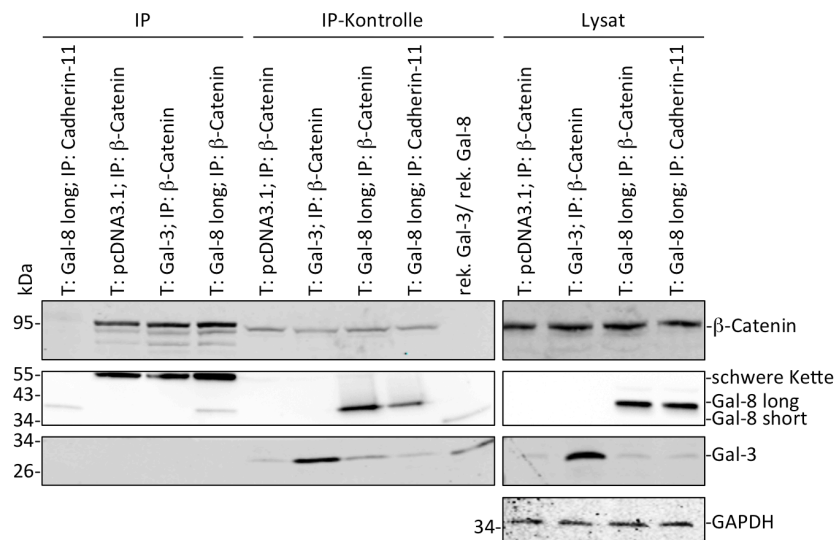 IP
IP-Kontrolle
Lysat
T: Gal-8 long; IP: Cadherin-11
T: pcDNA3.1; IP: β-Catenin
T: Gal-3; IP: β-Catenin
T: Gal-8 long; IP: β-Catenin
T: pcDNA3.1; IP: β-Catenin
T: Gal-3; IP: β-Catenin
T: Gal-8 long; IP: β-Catenin
T: Gal-8 long; IP: Cadherin-11
rek. Gal-3/ rek. Gal-8
T: pcDNA3.1; IP: β-Catenin
T: Gal-3; IP: β-Catenin
T: Gal-8 long; IP: β-Catenin
T: Gal-8 long; IP: Cadherin-11
kDa
95-
-β-Catenin
55-
-schwere Kette
43-
-Gal-8 long
34-
-Gal-8 short
34-
-Gal-3
26-
34-
-GAPDH